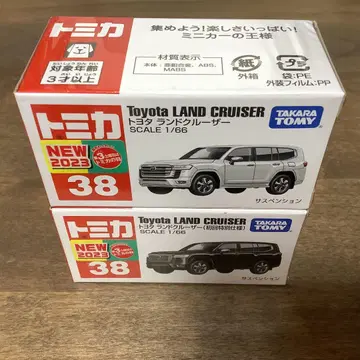 トミカ
対象年齢
3才以上
集めよう!楽しさいっぱい!
ミニカーの王様
材質表示
本体:亜鉛合金、ABS、
MABS
紙
外箱
プラ
袋:PE
外装フィルム:PP
トミカ
Toyota LAND CRUISER
トヨタ ランドクルーザー
SCALE 1/66
TAKARA
TOMY
NEW
2023
38
サスペンション
トミカ
Toyota LAND CRUISER
トヨタ ランドクルーザー(初回特別仕様)
SCALE 1/66
TAKARA
TOMY
NEW
2023
38
サスペンション